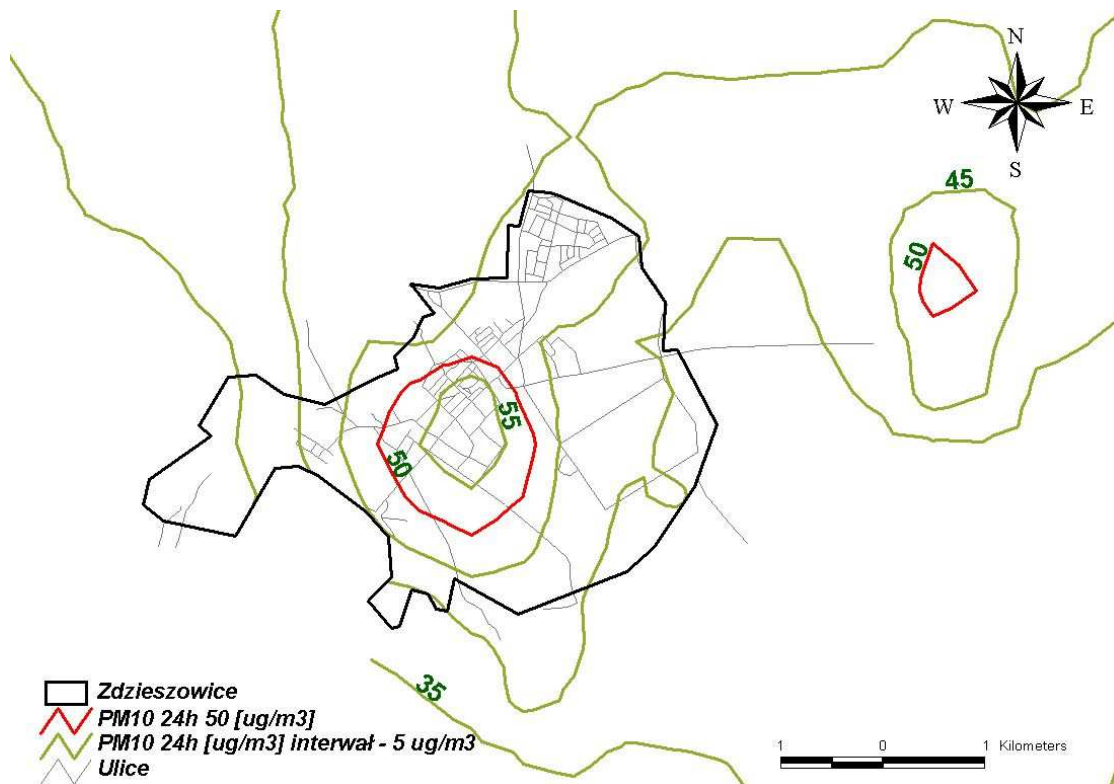 N
W E
S
45
50
55
50
35
Zdzieszowice
PM10 24h 50 [ug/m3]
PM10 24h [ug/m3] interwał - 5 ug/m3
Ulice
1 0 1 Kilometers